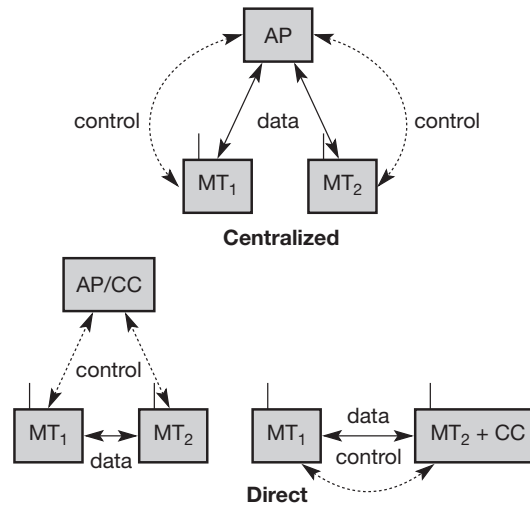 AP
control
data
control
MT₁
MT₂
Centralized
AP/CC
control
MT₁
MT₂
data
MT₁
data
control
MT₂ + CC
Direct